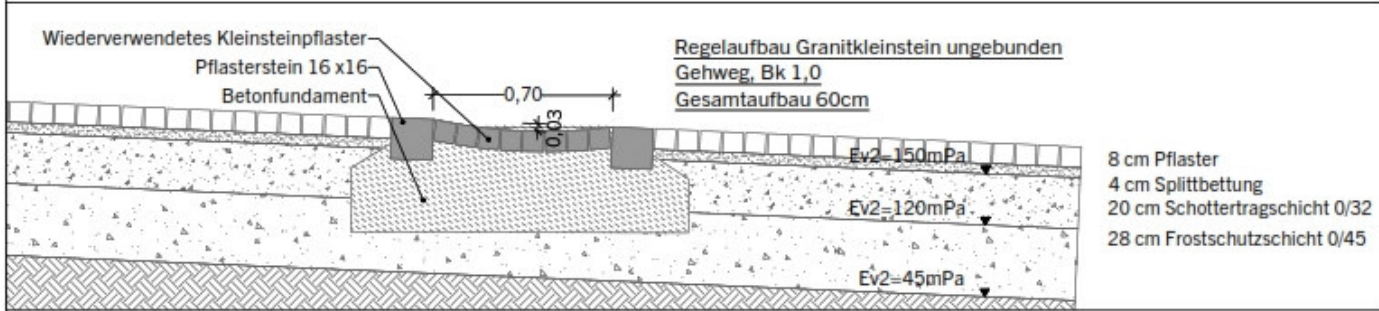 Wiederverwendetes Kleinsteinpflaster
Pflasterstein 16 x16
Betonfundament
0,70
0,03
Regelaufbau Granitkleinstein ungebunden
Gehweg, Bk 1,0
Gesamtaufbau 60cm
Ev2=150mPa
Ev2=120mPa
Ev2=45mPa
8 cm Pflaster
4 cm Splittbettung
20 cm Schottertragschicht 0/32
28 cm Frostschutzschicht 0/45